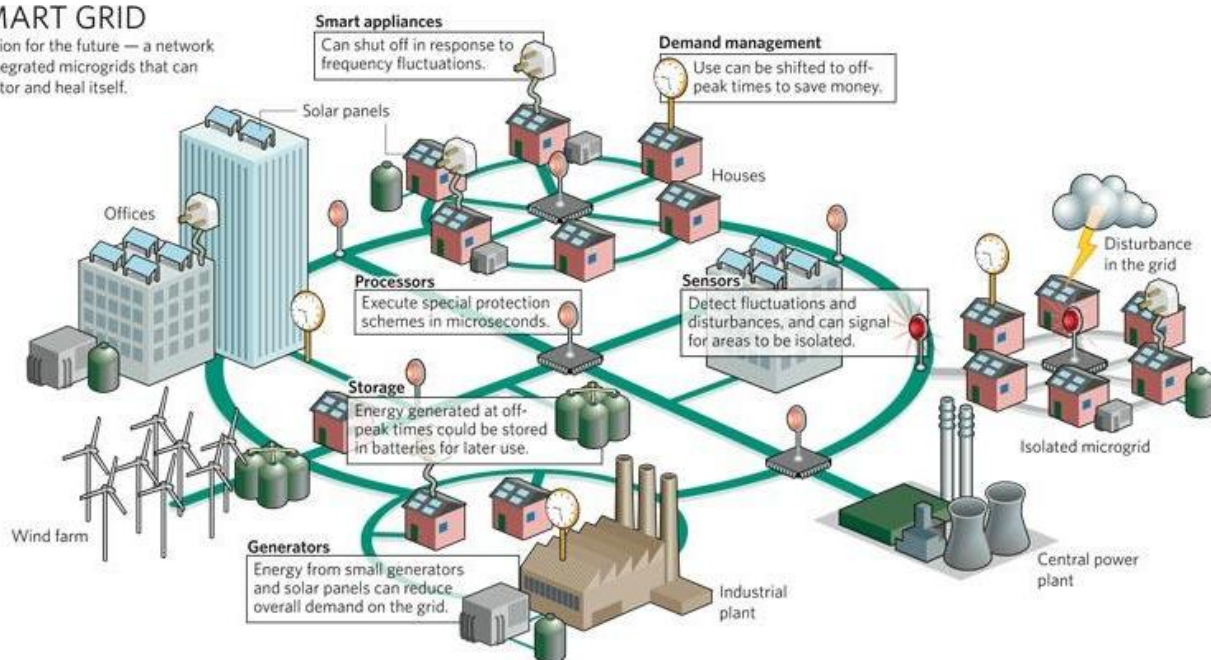 MART GRID
ion for the future — a network
egrated microgrids that can
tor and heal itself.
Smart appliances
Can shut off in response to
frequency fluctuations.
Demand management
Use can be shifted to off-
peak times to save money.
Solar panels
Houses
Offices
Disturbance
in the grid
Processors
Execute special protection
schemes in microseconds.
Sensors
Detect fluctuations and
disturbances, and can signal
for areas to be isolated.
Storage
Energy generated at off-
peak times could be stored
in batteries for later use.
Isolated microgrid
Wind farm
Generators
Energy from small generators
and solar panels can reduce
overall demand on the grid.
Industrial
plant
Central power
plant